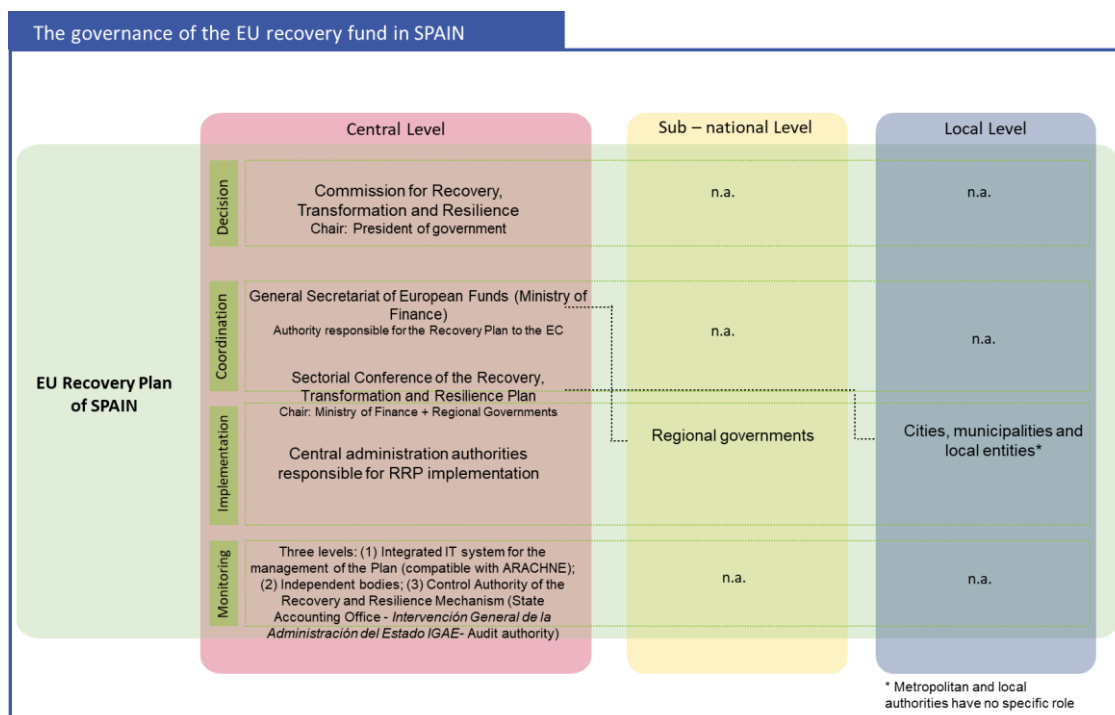 The governance of the EU recovery fund in SPAIN
Central Level
Sub – national Level
Local Level
EU Recovery Plan
of SPAIN
Decision
Commission for Recovery,
Transformation and Resilience
Chair: President of government
n.a.
n.a.
Coordination
General Secretariat of European Funds (Ministry of
Finance)
Authority responsible for the Recovery Plan to the EC
n.a.
n.a.
Sectorial Conference of the Recovery,
Transformation and Resilience Plan
Chair: Ministry of Finance + Regional Governments
Implementation
Central administration authorities
responsible for RRP implementation
Regional governments
Cities, municipalities and
local entities*
Monitoring
Three levels: (1) Integrated IT system for the
management of the Plan (compatible with ARACHNE);
(2) Independent bodies; (3) Control Authority of the
Recovery and Resilience Mechanism (State
Accounting Office - Intervención General de la
Administración del Estado IGAE- Audit authority)
n.a.
n.a.
* Metropolitan and local
authorities have no specific role